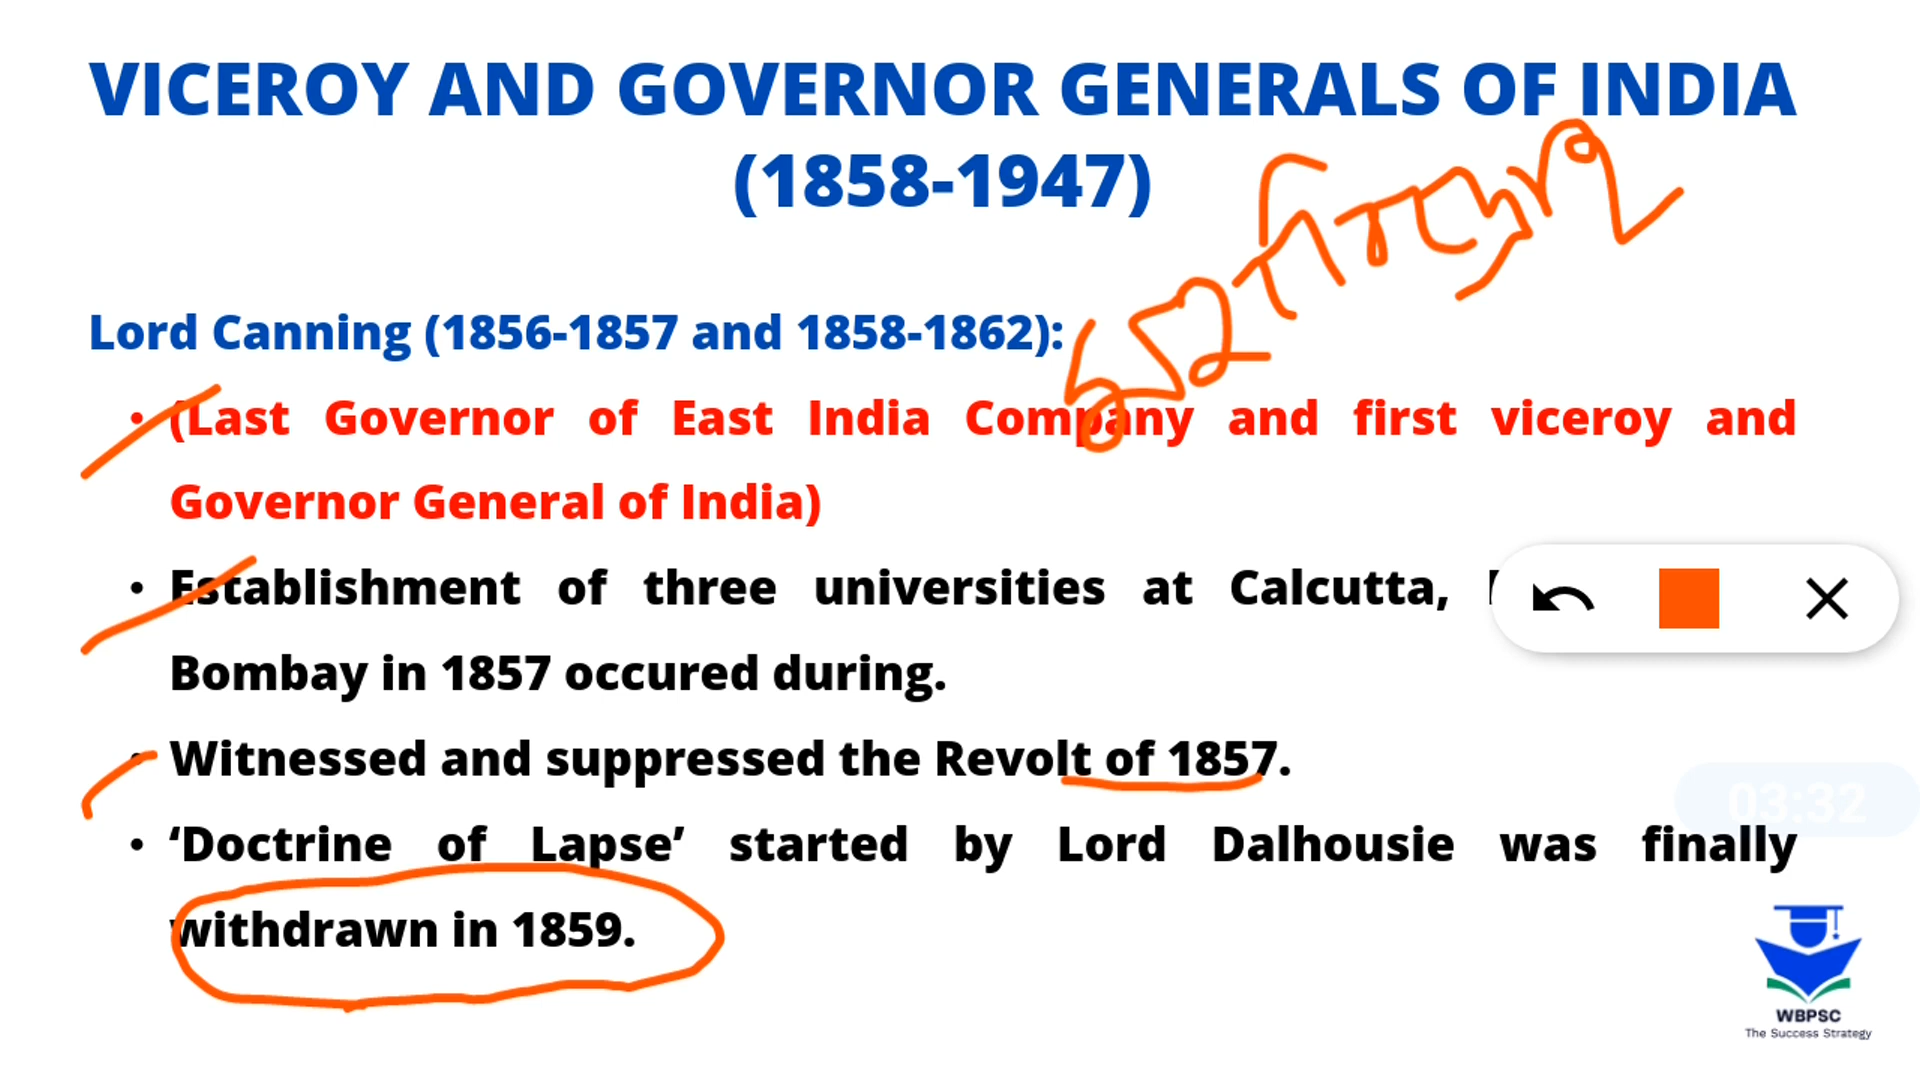 VICEROY AND GOVERNOR GENERALS OF INDIA
(1858-1947)
Lord Canning (1856-1857 and 1858-1862):
• (Last Governor of East India Company and first viceroy and
Governor General of India)
• Establishment of three universities at Calcutta,
Bombay in 1857 occured during.
• Witnessed and suppressed the Revolt of 1857.
• ‘Doctrine of Lapse’ started by Lord Dalhousie was finally
withdrawn in 1859.
03:32
WBPSC
The Success Strategy